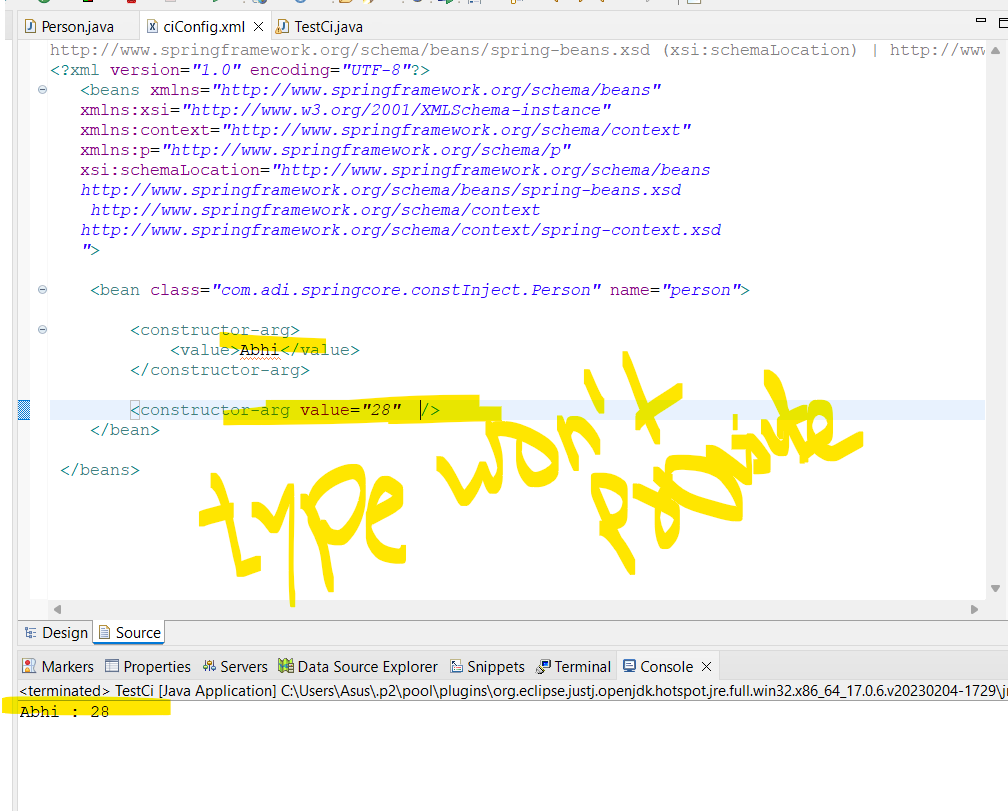 Person.java ciConfig.xml TestCi.java
http://www.springframework.org/schema/beans/spring-beans.xsd (xsi:schemaLocation) | http://www
<?xml version="1.0" encoding="UTF-8"?>
<beans xmlns="http://www.springframework.org/schema/beans"
xmlns:xsi="http://www.w3.org/2001/XMLSchema-instance"
xmlns:context="http://www.springframework.org/schema/context"
xmlns:p="http://www.springframework.org/schema/p"
xsi:schemaLocation="http://www.springframework.org/schema/beans
http://www.springframework.org/schema/beans/spring-beans.xsd
http://www.springframework.org/schema/context
http://www.springframework.org/schema/context/spring-context.xsd
">
<bean class="com.adi.springcore.constInject.Person" name="person">
<constructor-arg>
<value>Abhi</value>
</constructor-arg>
<constructor-arg value="28" />
</bean>
</beans>
type won't
Design Source
Markers Properties Servers Data Source Explorer Snippets Terminal Console
<terminated> TestCi [Java Application] C:\Users\Asus\.p2\pool\plugins\org.eclipse.justj.openjdk.hotspot.jre.full.win32.x86_64_17.0.6.v20230204-1729\j
Abhi : 28